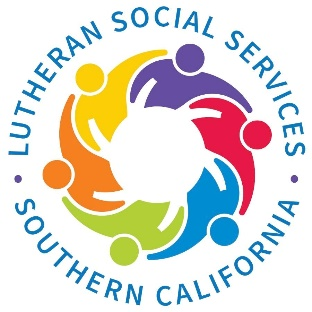 LUTHERAN SOCIAL SERVICES
SOUTHERN CALIFORNIA